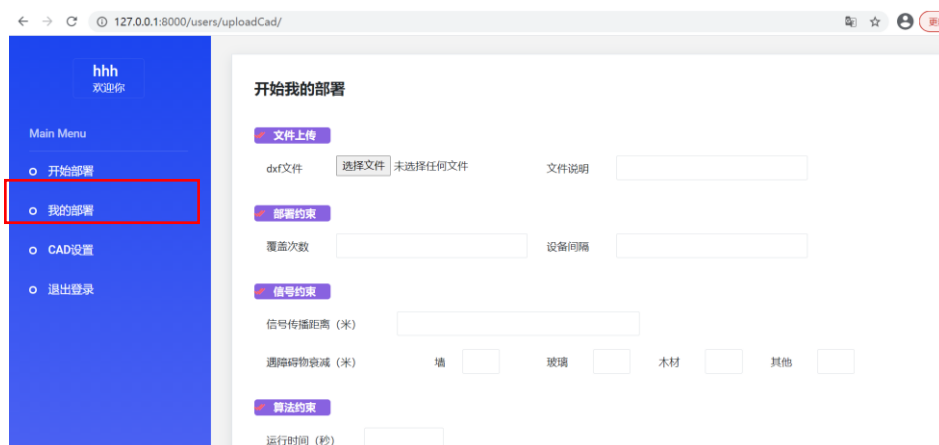 127.0.0.1:8000/users/uploadCad/
hhh
欢迎你
Main Menu
开始部署
我的部署
CAD设置
退出登录
开始我的部署
文件上传
dxf文件 选择文件 未选择任何文件 文件说明
部署约束
覆盖次数 设备间隔
信号约束
信号传播距离（米）
遇障碍物衰减（米） 墙 玻璃 木材 其他
算法约束
运行时间（秒）